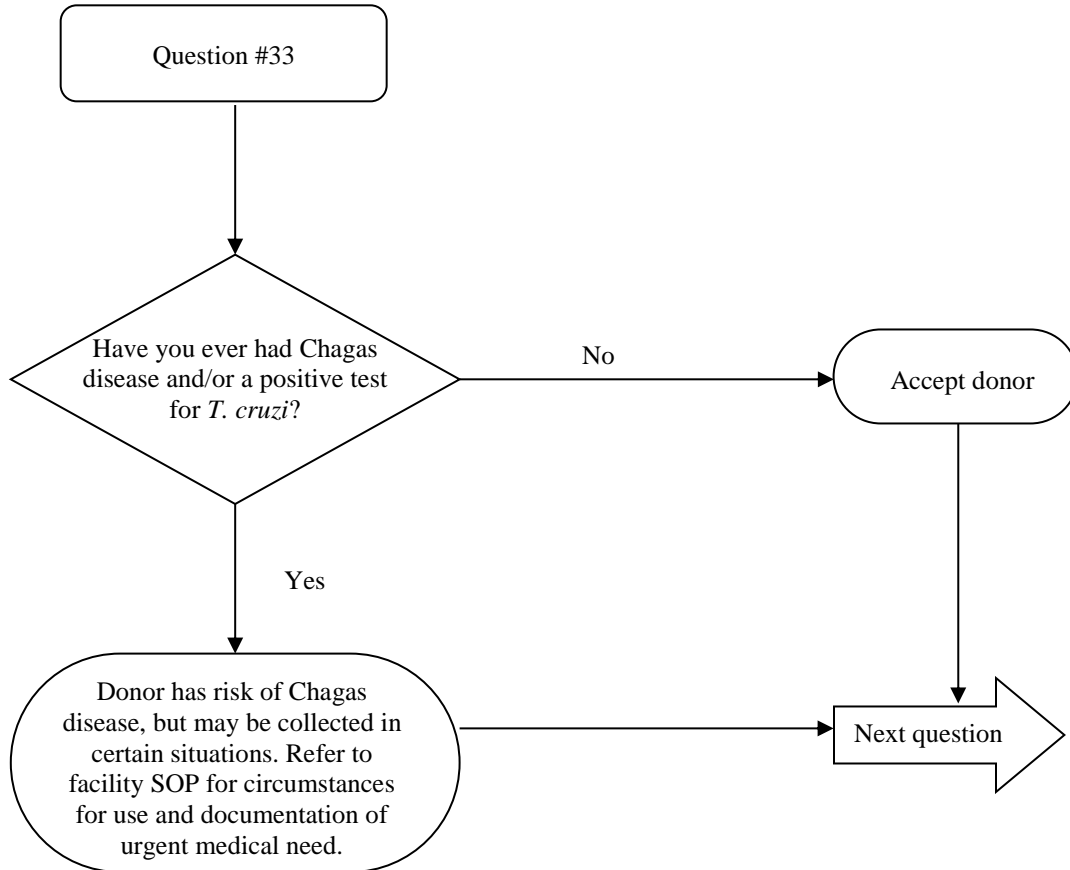 Question #33
Have you ever had Chagas
disease and/or a positive test
for T. cruzi?
No
Accept donor
Yes
Donor has risk of Chagas
disease, but may be collected in
certain situations. Refer to
facility SOP for circumstances
for use and documentation of
urgent medical need.
Next question